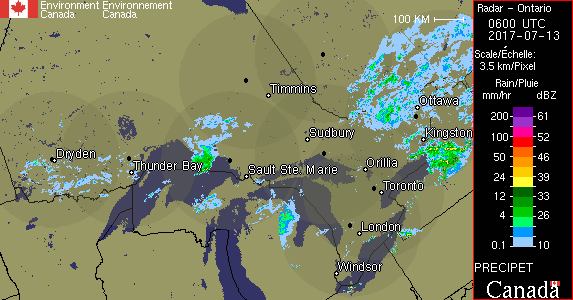 Environment Environnement
Canada Canada
100 KM
Timmins
Ottawa
Sudbury
Kingston
Dryden
Thunder Bay
Sault Ste. Marie
Orillia
Toronto
London
Windsor
Radar - Ontario
0600 UTC
2017-07-13
Scale/Échelle:
3.5 km/Pixel
Rain/Pluie
mm/hr dBZ
200 61
100 52
50 46
24 39
12 33
4 26
0.1 10
PRECIPET
Canada